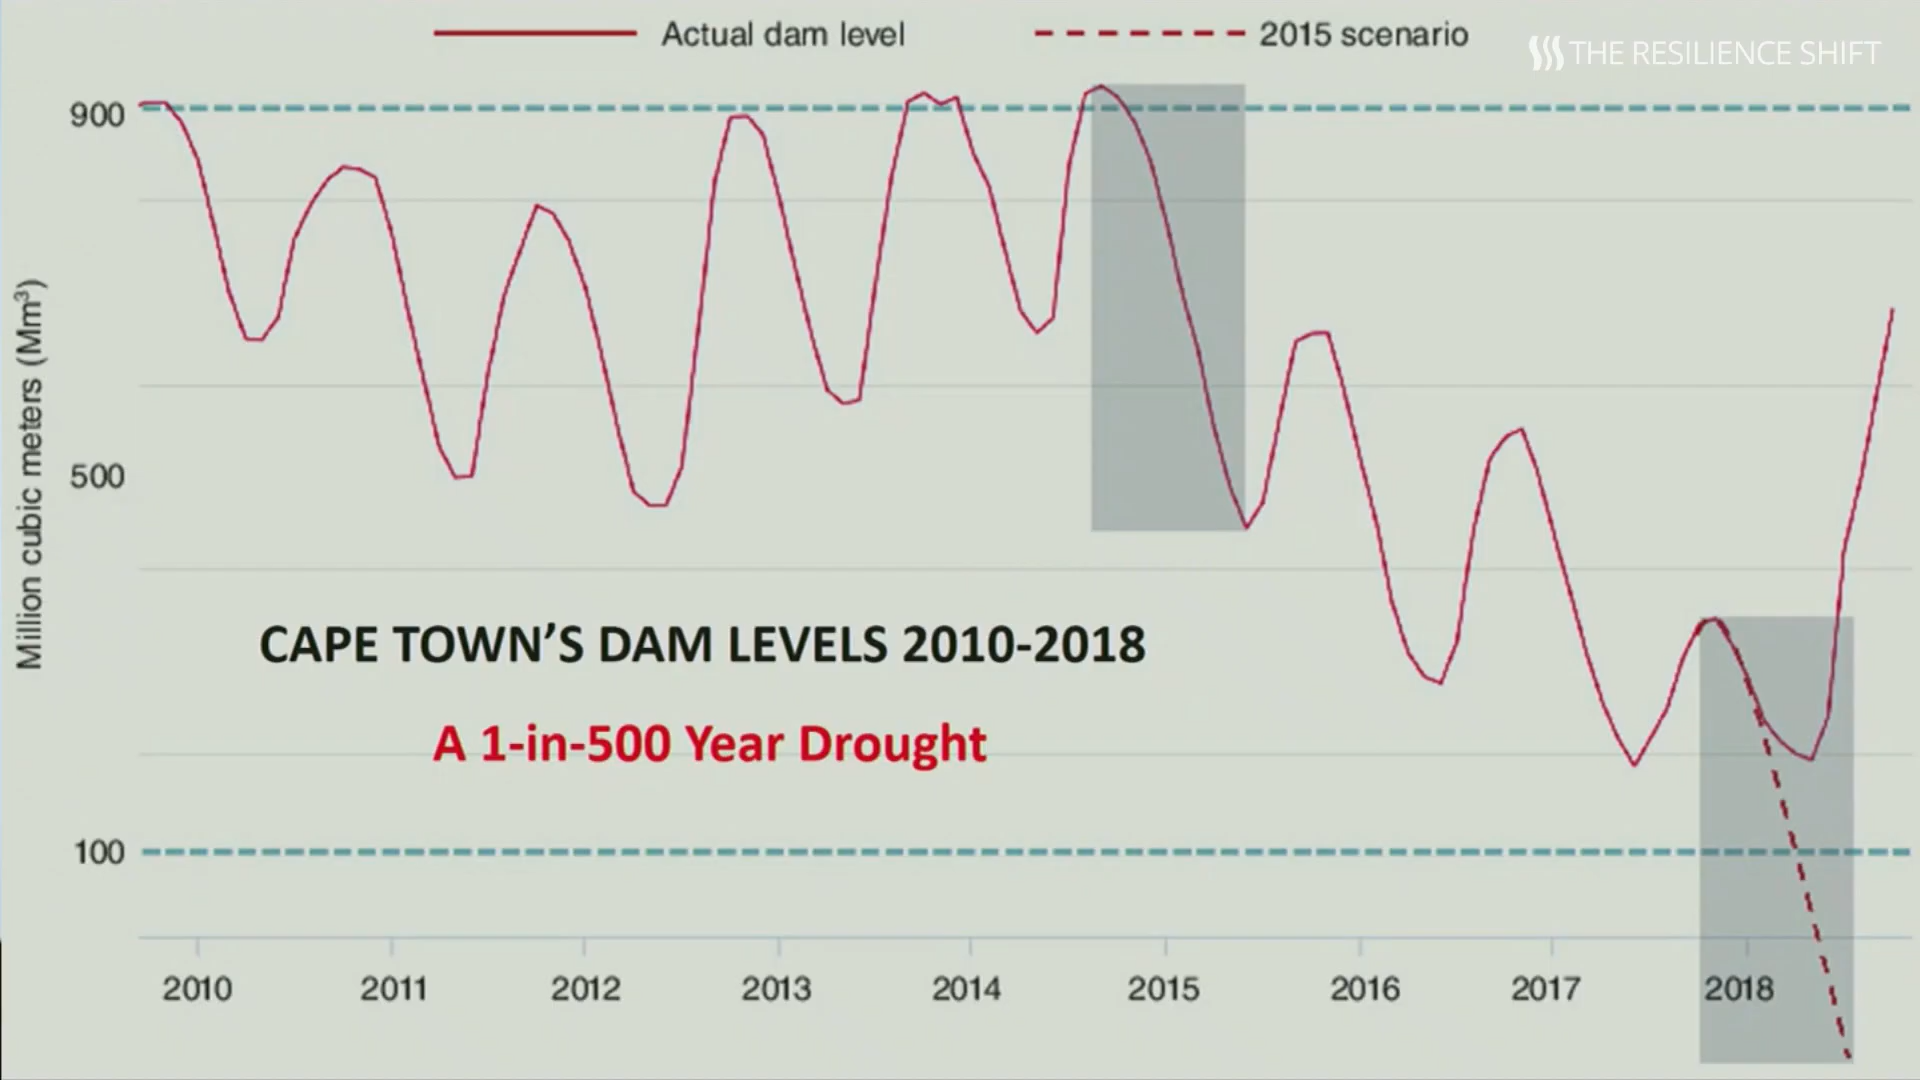 Actual dam level
2015 scenario
THE RESILIENCE SHIFT
900
500
100
Million cubic meters (Mm³)
CAPE TOWN'S DAM LEVELS 2010-2018
A 1-in-500 Year Drought
2010 2011 2012 2013 2014 2015 2016 2017 2018